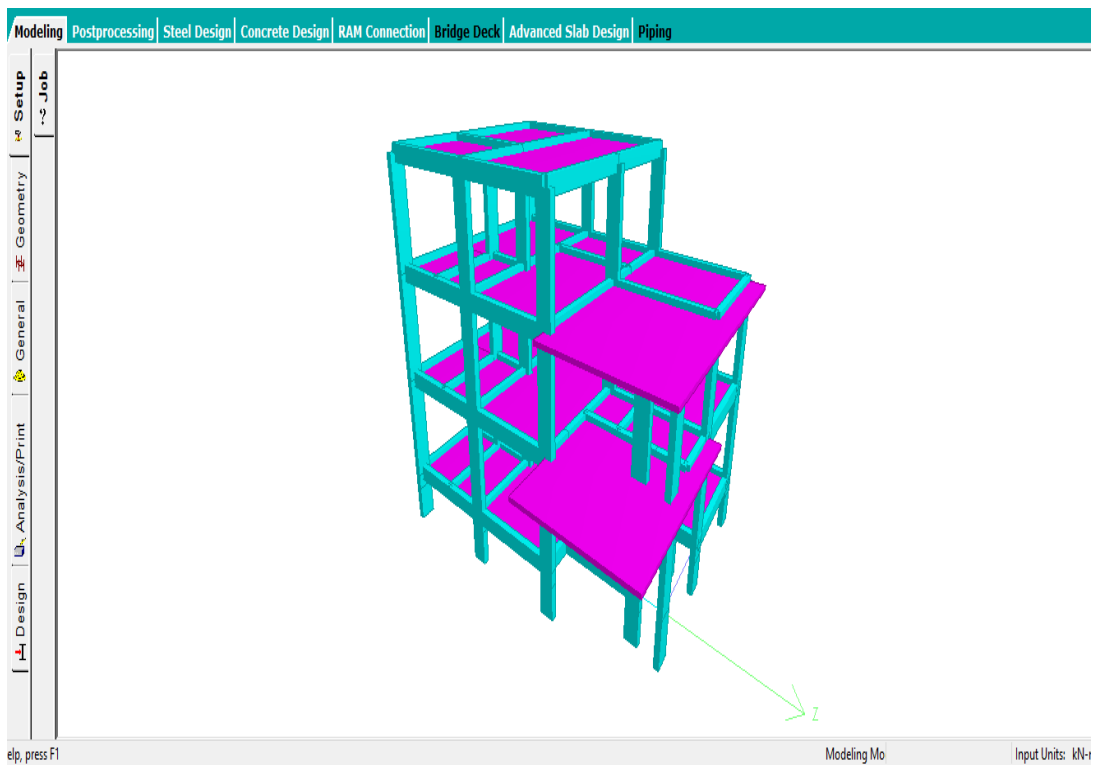 Modeling Postprocessing Steel Design Concrete Design RAM Connection Bridge Deck Advanced Slab Design Piping
Setup
Job
Geometry
General
Analysis/Print
Design
Z
elp, press F1
Modeling Mo
Input Units: kN-